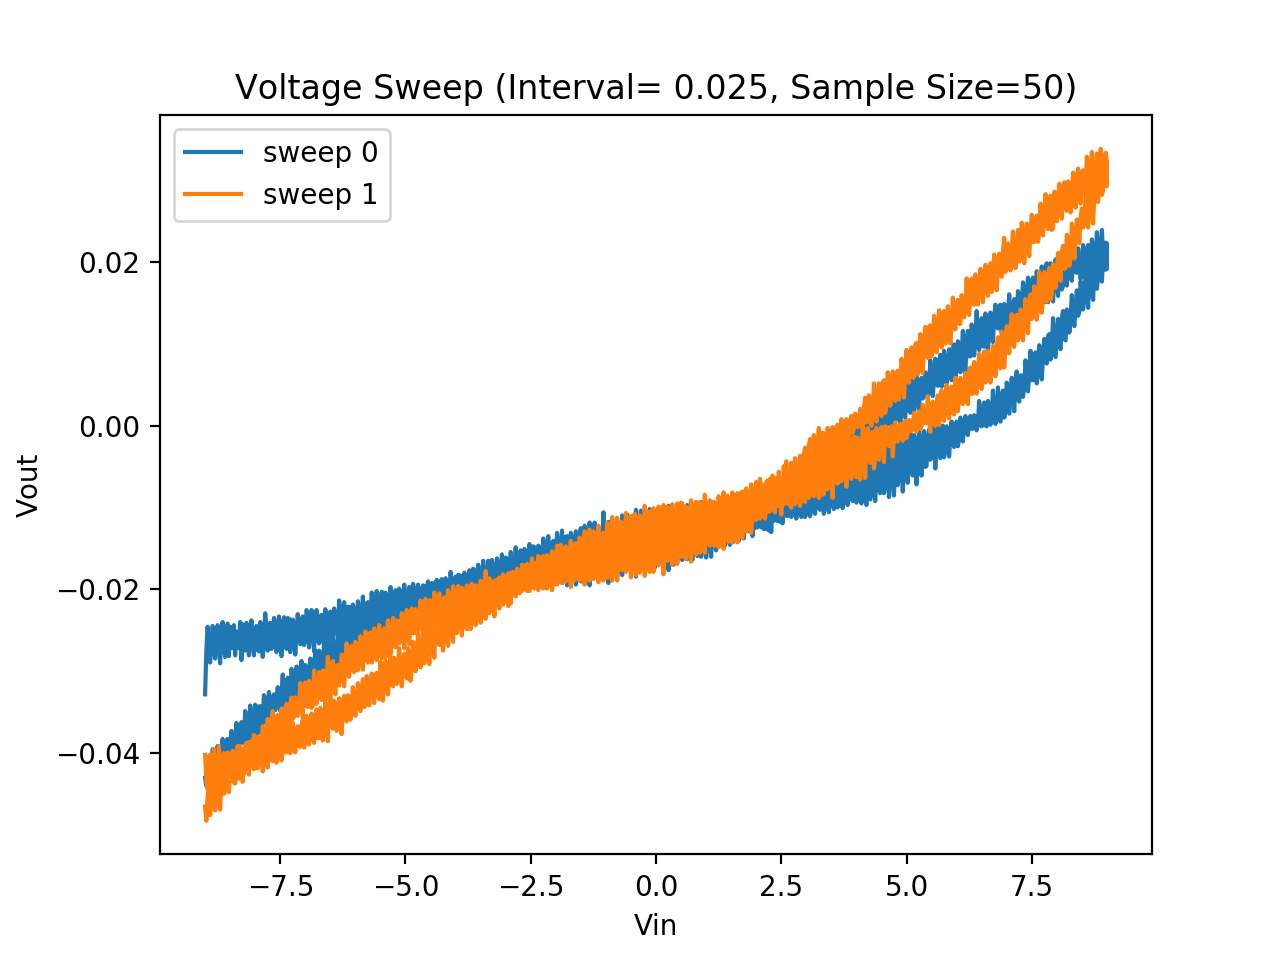 Voltage Sweep (Interval= 0.025, Sample Size=50)
sweep 0
sweep 1
0.02
0.00
−0.02
−0.04
Vout
−7.5 −5.0 −2.5 0.0 2.5 5.0 7.5
Vin